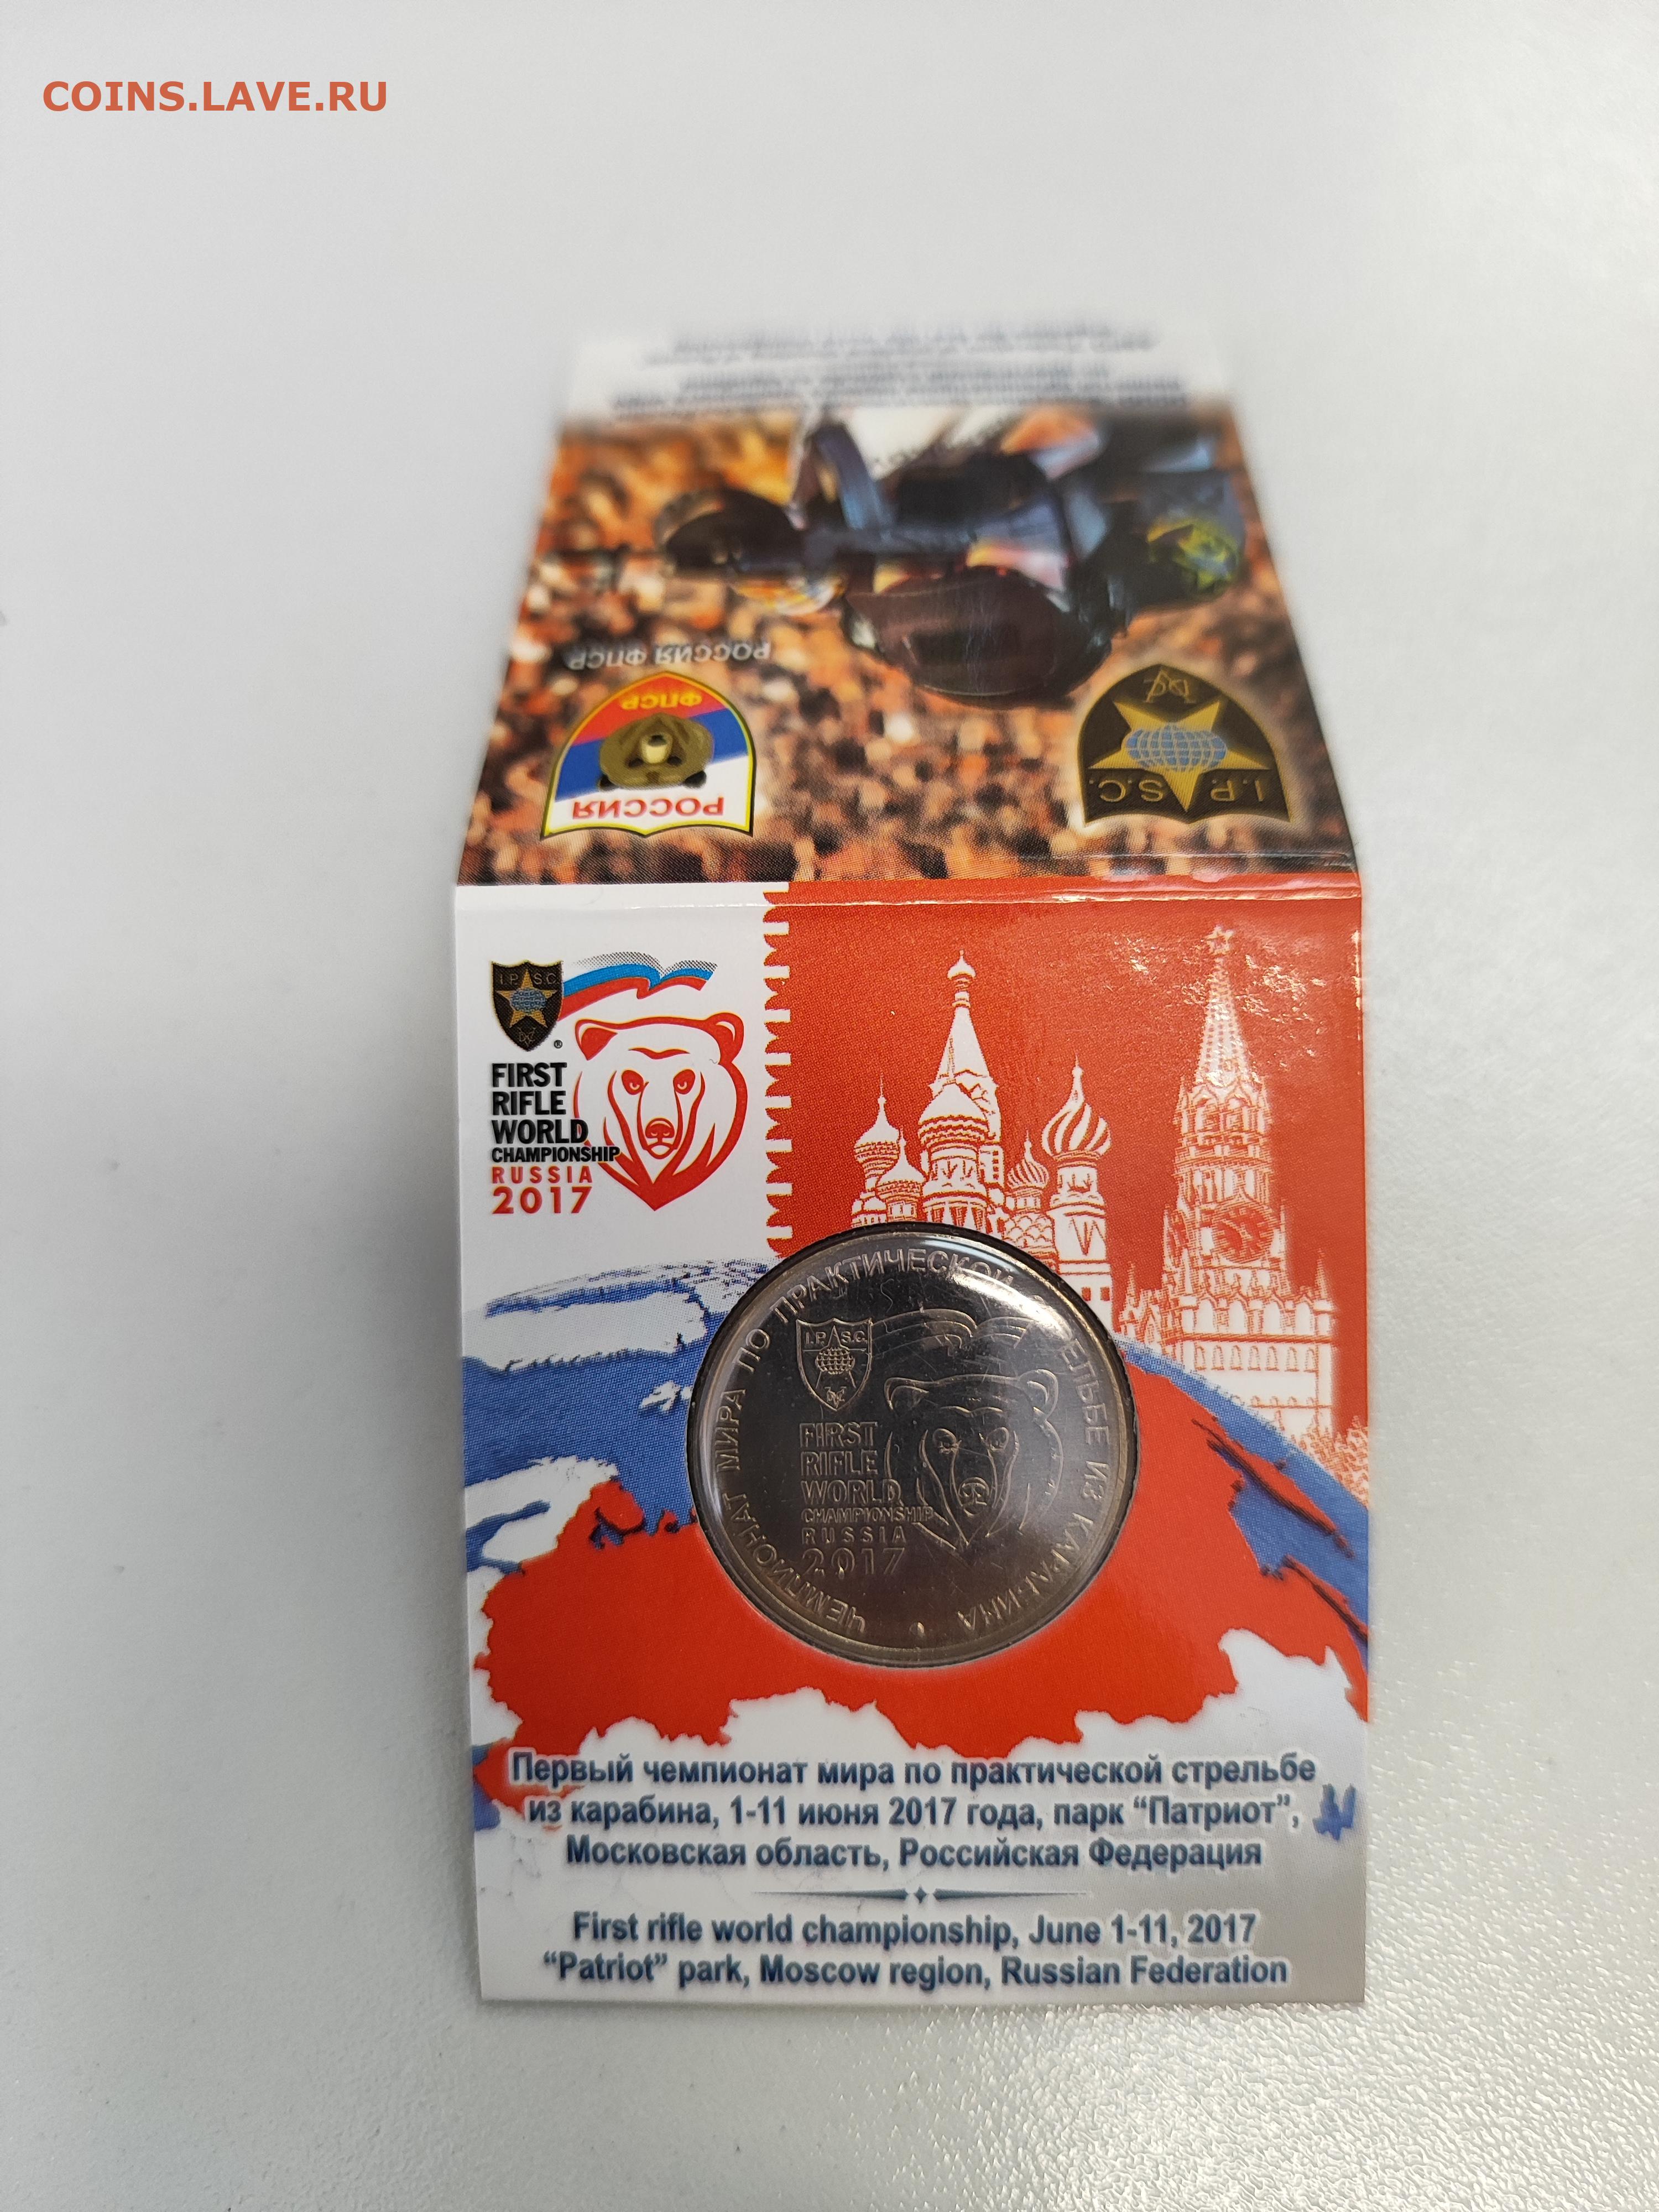 COINS.LAVE.RU
РОССИЯ ФПСР
ФПСР
РОССИЯ
I.P.S.C.
DVC
I.P.S.C.
DVC
®
FIRST
RIFLE
WORLD
CHAMPIONSHIP
RUSSIA
2017
ЧЕМПИОНАТ МИРА ПО ПРАКТИЧЕСКОЙ ИЗ КАРАБИНА
I.P.S.C.
DVC
FIRST
RIFLE
WORLD
CHAMPIONSHIP
RUSSIA
2017
Первый чемпионат мира по практической стрельбе
из карабина, 1-11 июня 2017 года, парк “Патриот”,
Московская область, Российская Федерация
First rifle world championship, June 1-11, 2017
“Patriot” park, Moscow region, Russian Federation